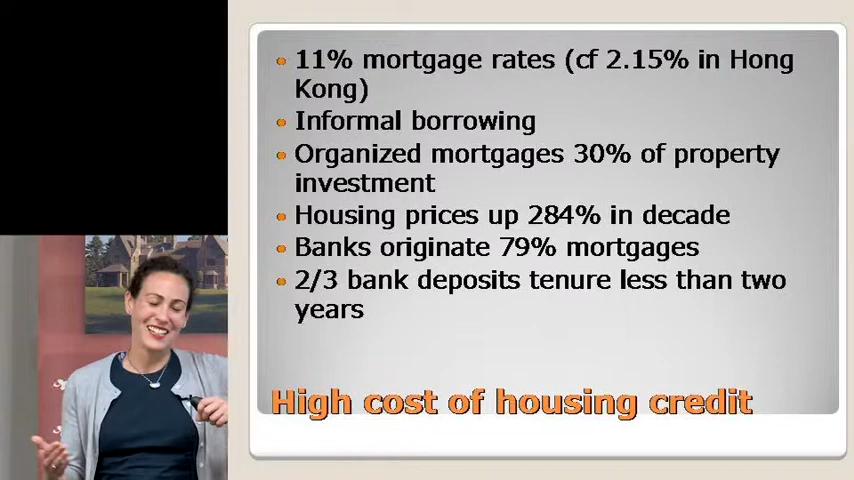 11% mortgage rates (cf 2.15% in Hong
Kong)
Informal borrowing
Organized mortgages 30% of property
investment
Housing prices up 284% in decade
Banks originate 79% mortgages
2/3 bank deposits tenure less than two
years
High cost of housing credit